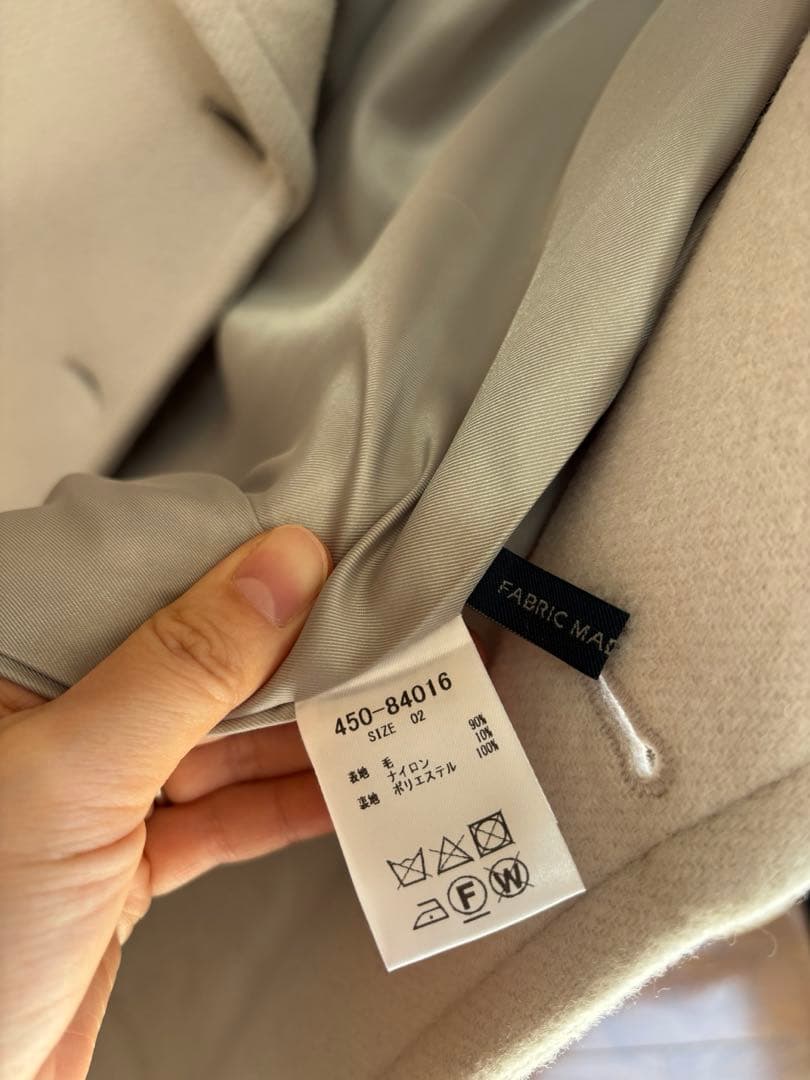 FABRIC MAD
450-84016
SIZE 02
表地 毛 90%
ナイロン 10%
裏地 ポリエステル 100%
F W